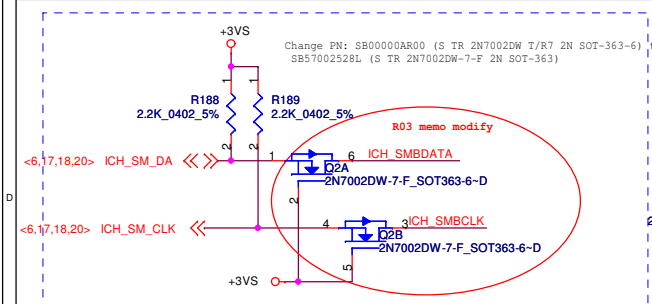 +3VS
Change PN: SB00000AR00 (S TR 2N7002DW T/R7 2N SOT-363-6)
SB57002528L (S TR 2N7002DW-7-F 2N SOT-363)
1
1
R188
2.2K_0402_5%
R189
2.2K_0402_5%
2
2
R03 memo modify
<6,17,18,20> ICH_SM_DA
1
6
ICH_SMBDATA
Q2A
2N7002DW-7-F_SOT363-6~D
2
D
<6,17,18,20> ICH_SM_CLK
4
3
ICH_SMBCLK
Q2B
2N7002DW-7-F_SOT363-6~D
5
+3VS